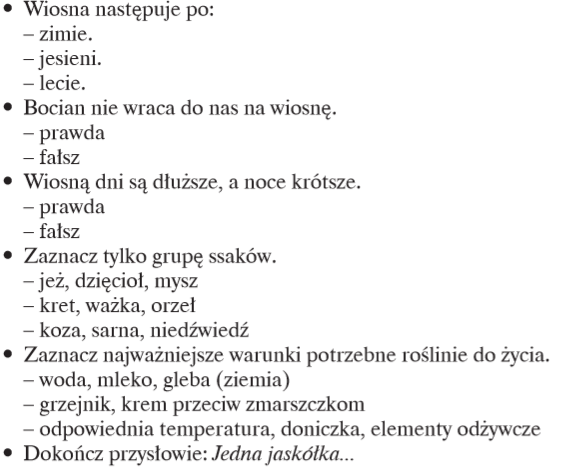 • Wiosna następuje po:
– zimie.
– jesieni.
– lecie.
• Bocian nie wraca do nas na wiosnę.
– prawda
– fałsz
• Wiosną dni są dłuższe, a noce krótsze.
– prawda
– fałsz
• Zaznacz tylko grupę ssaków.
– jeż, dzięcioł, mysz
– kret, ważka, orzeł
– koza, sarna, niedźwiedź
• Zaznacz najważniejsze warunki potrzebne roślinie do życia.
– woda, mleko, gleba (ziemia)
– grzejnik, krem przeciw zmarszczkom
– odpowiednia temperatura, doniczka, elementy odżywcze
• Dokończ przysłowie: Jedna jaskółka...